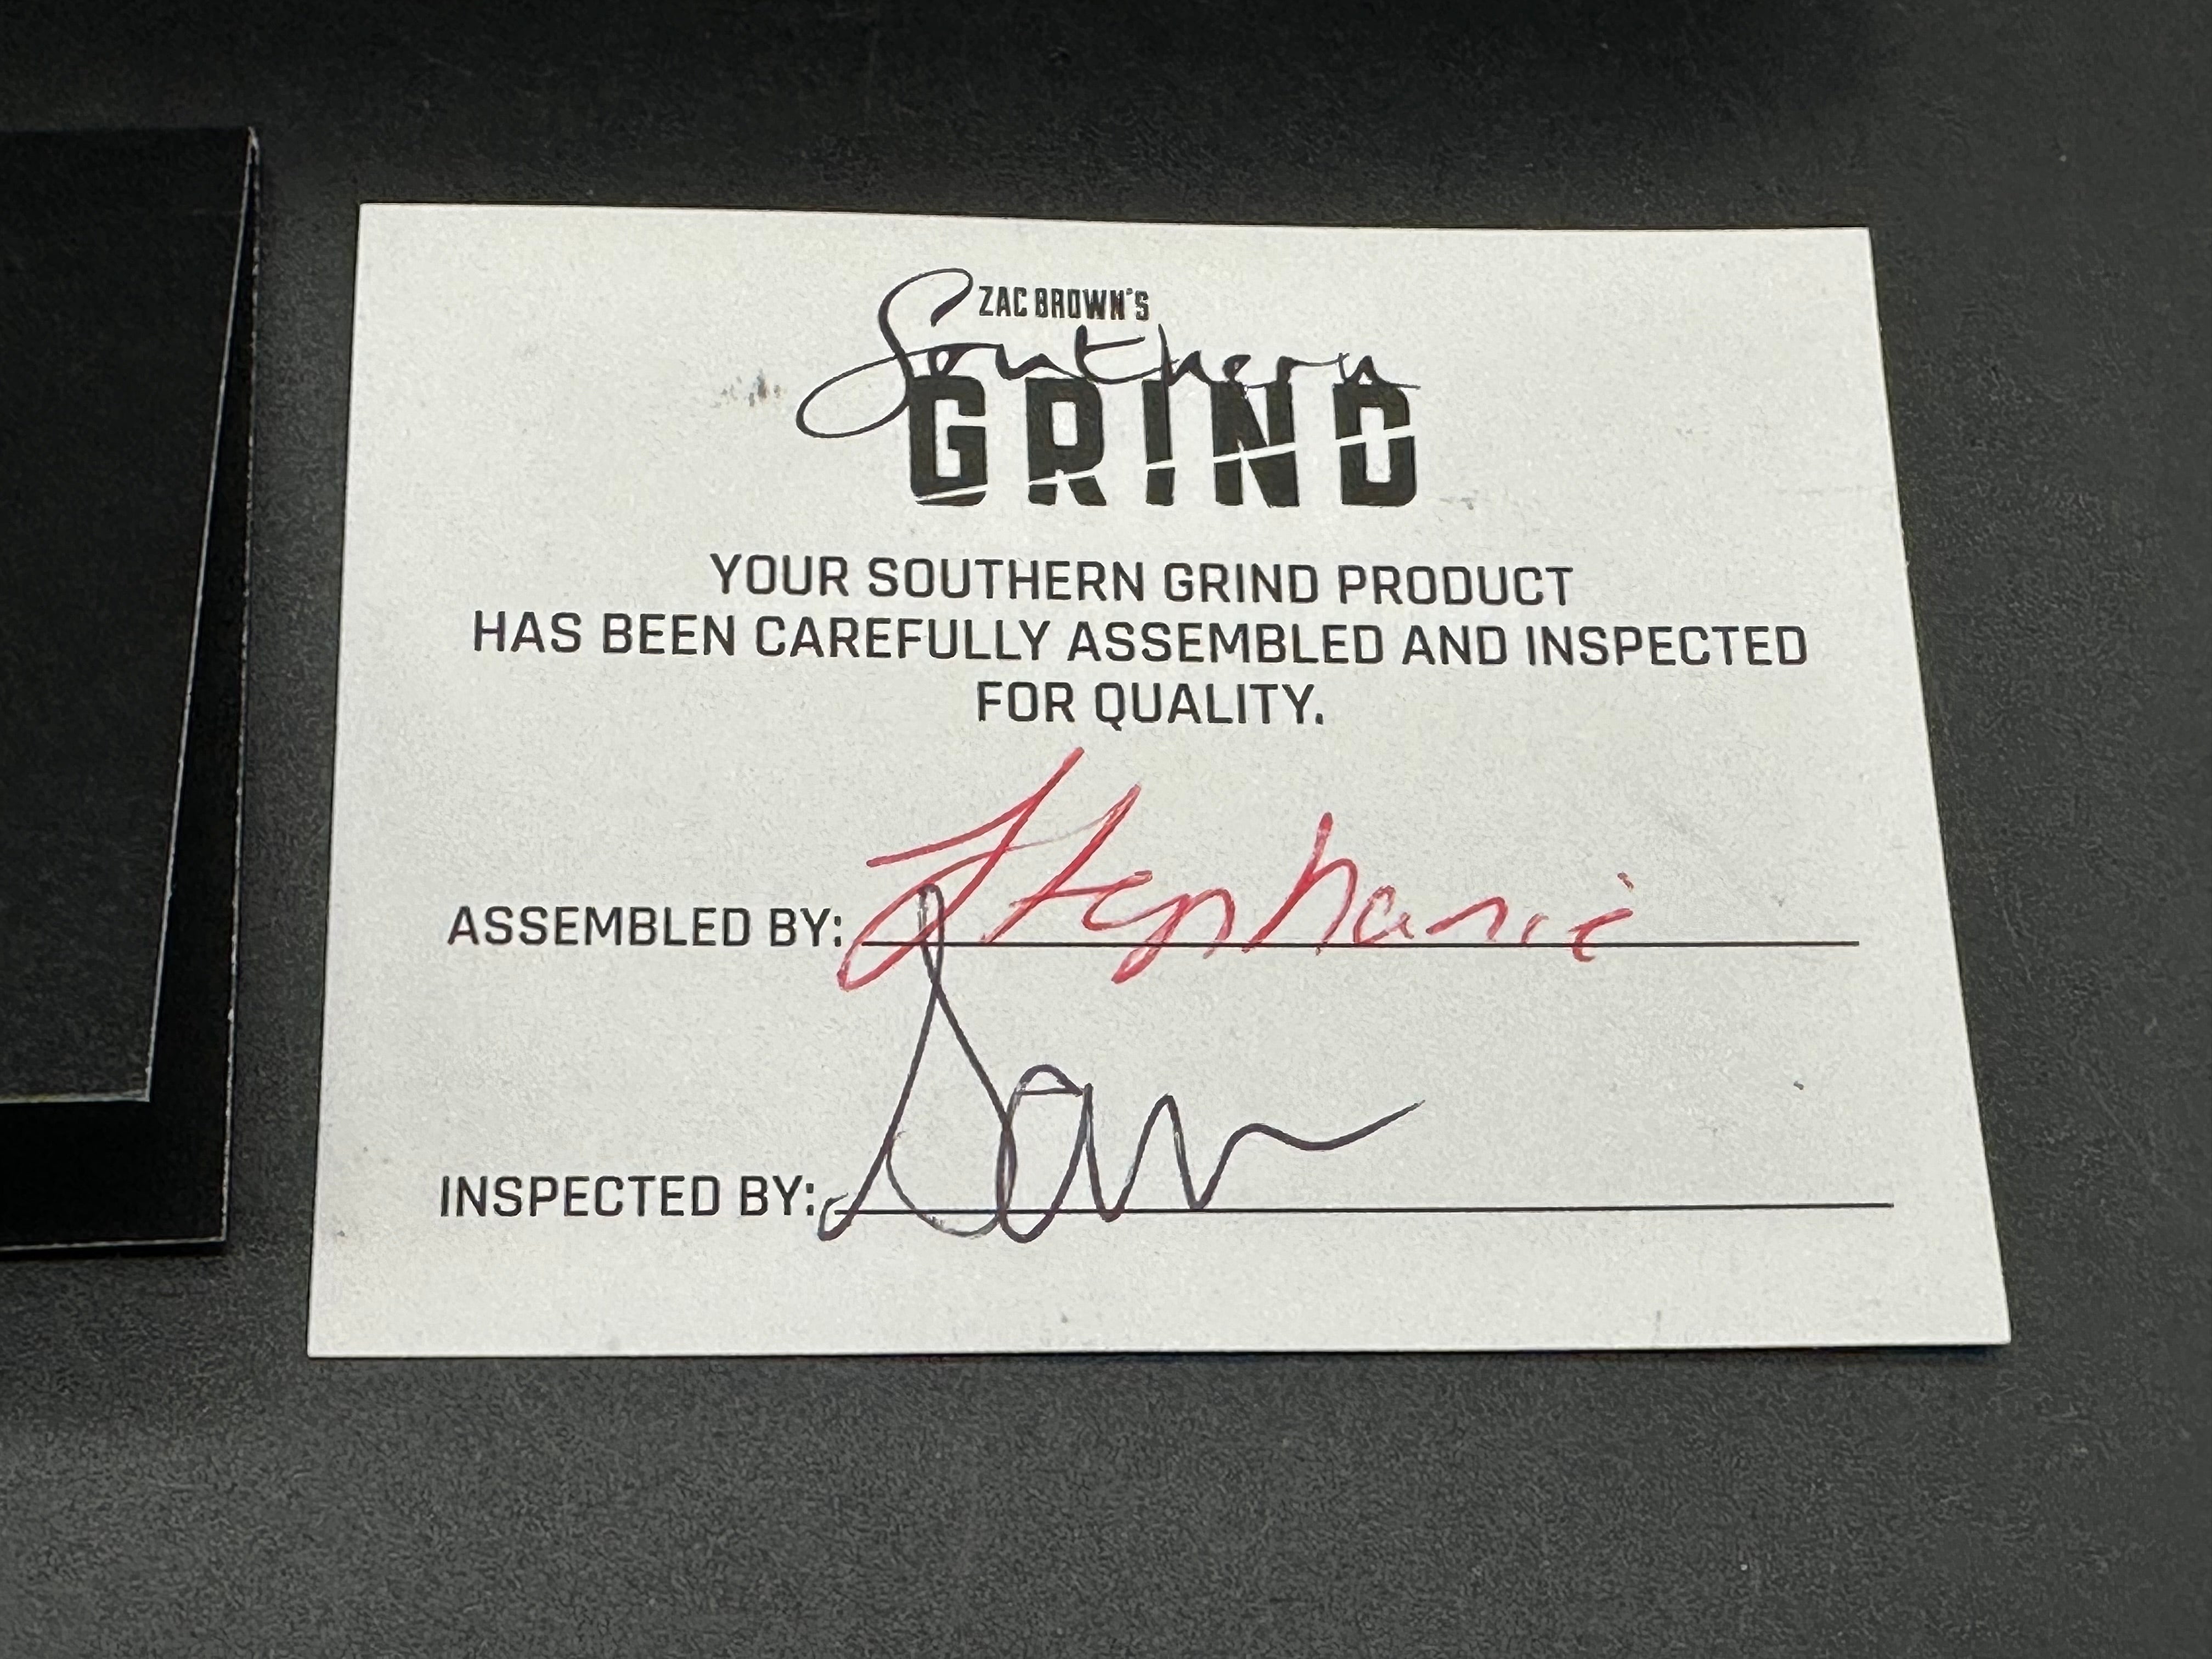 ZAC BROWN'S
Southern
GRIND
YOUR SOUTHERN GRIND PRODUCT
HAS BEEN CAREFULLY ASSEMBLED AND INSPECTED
FOR QUALITY.
ASSEMBLED BY: Stephanie
INSPECTED BY: